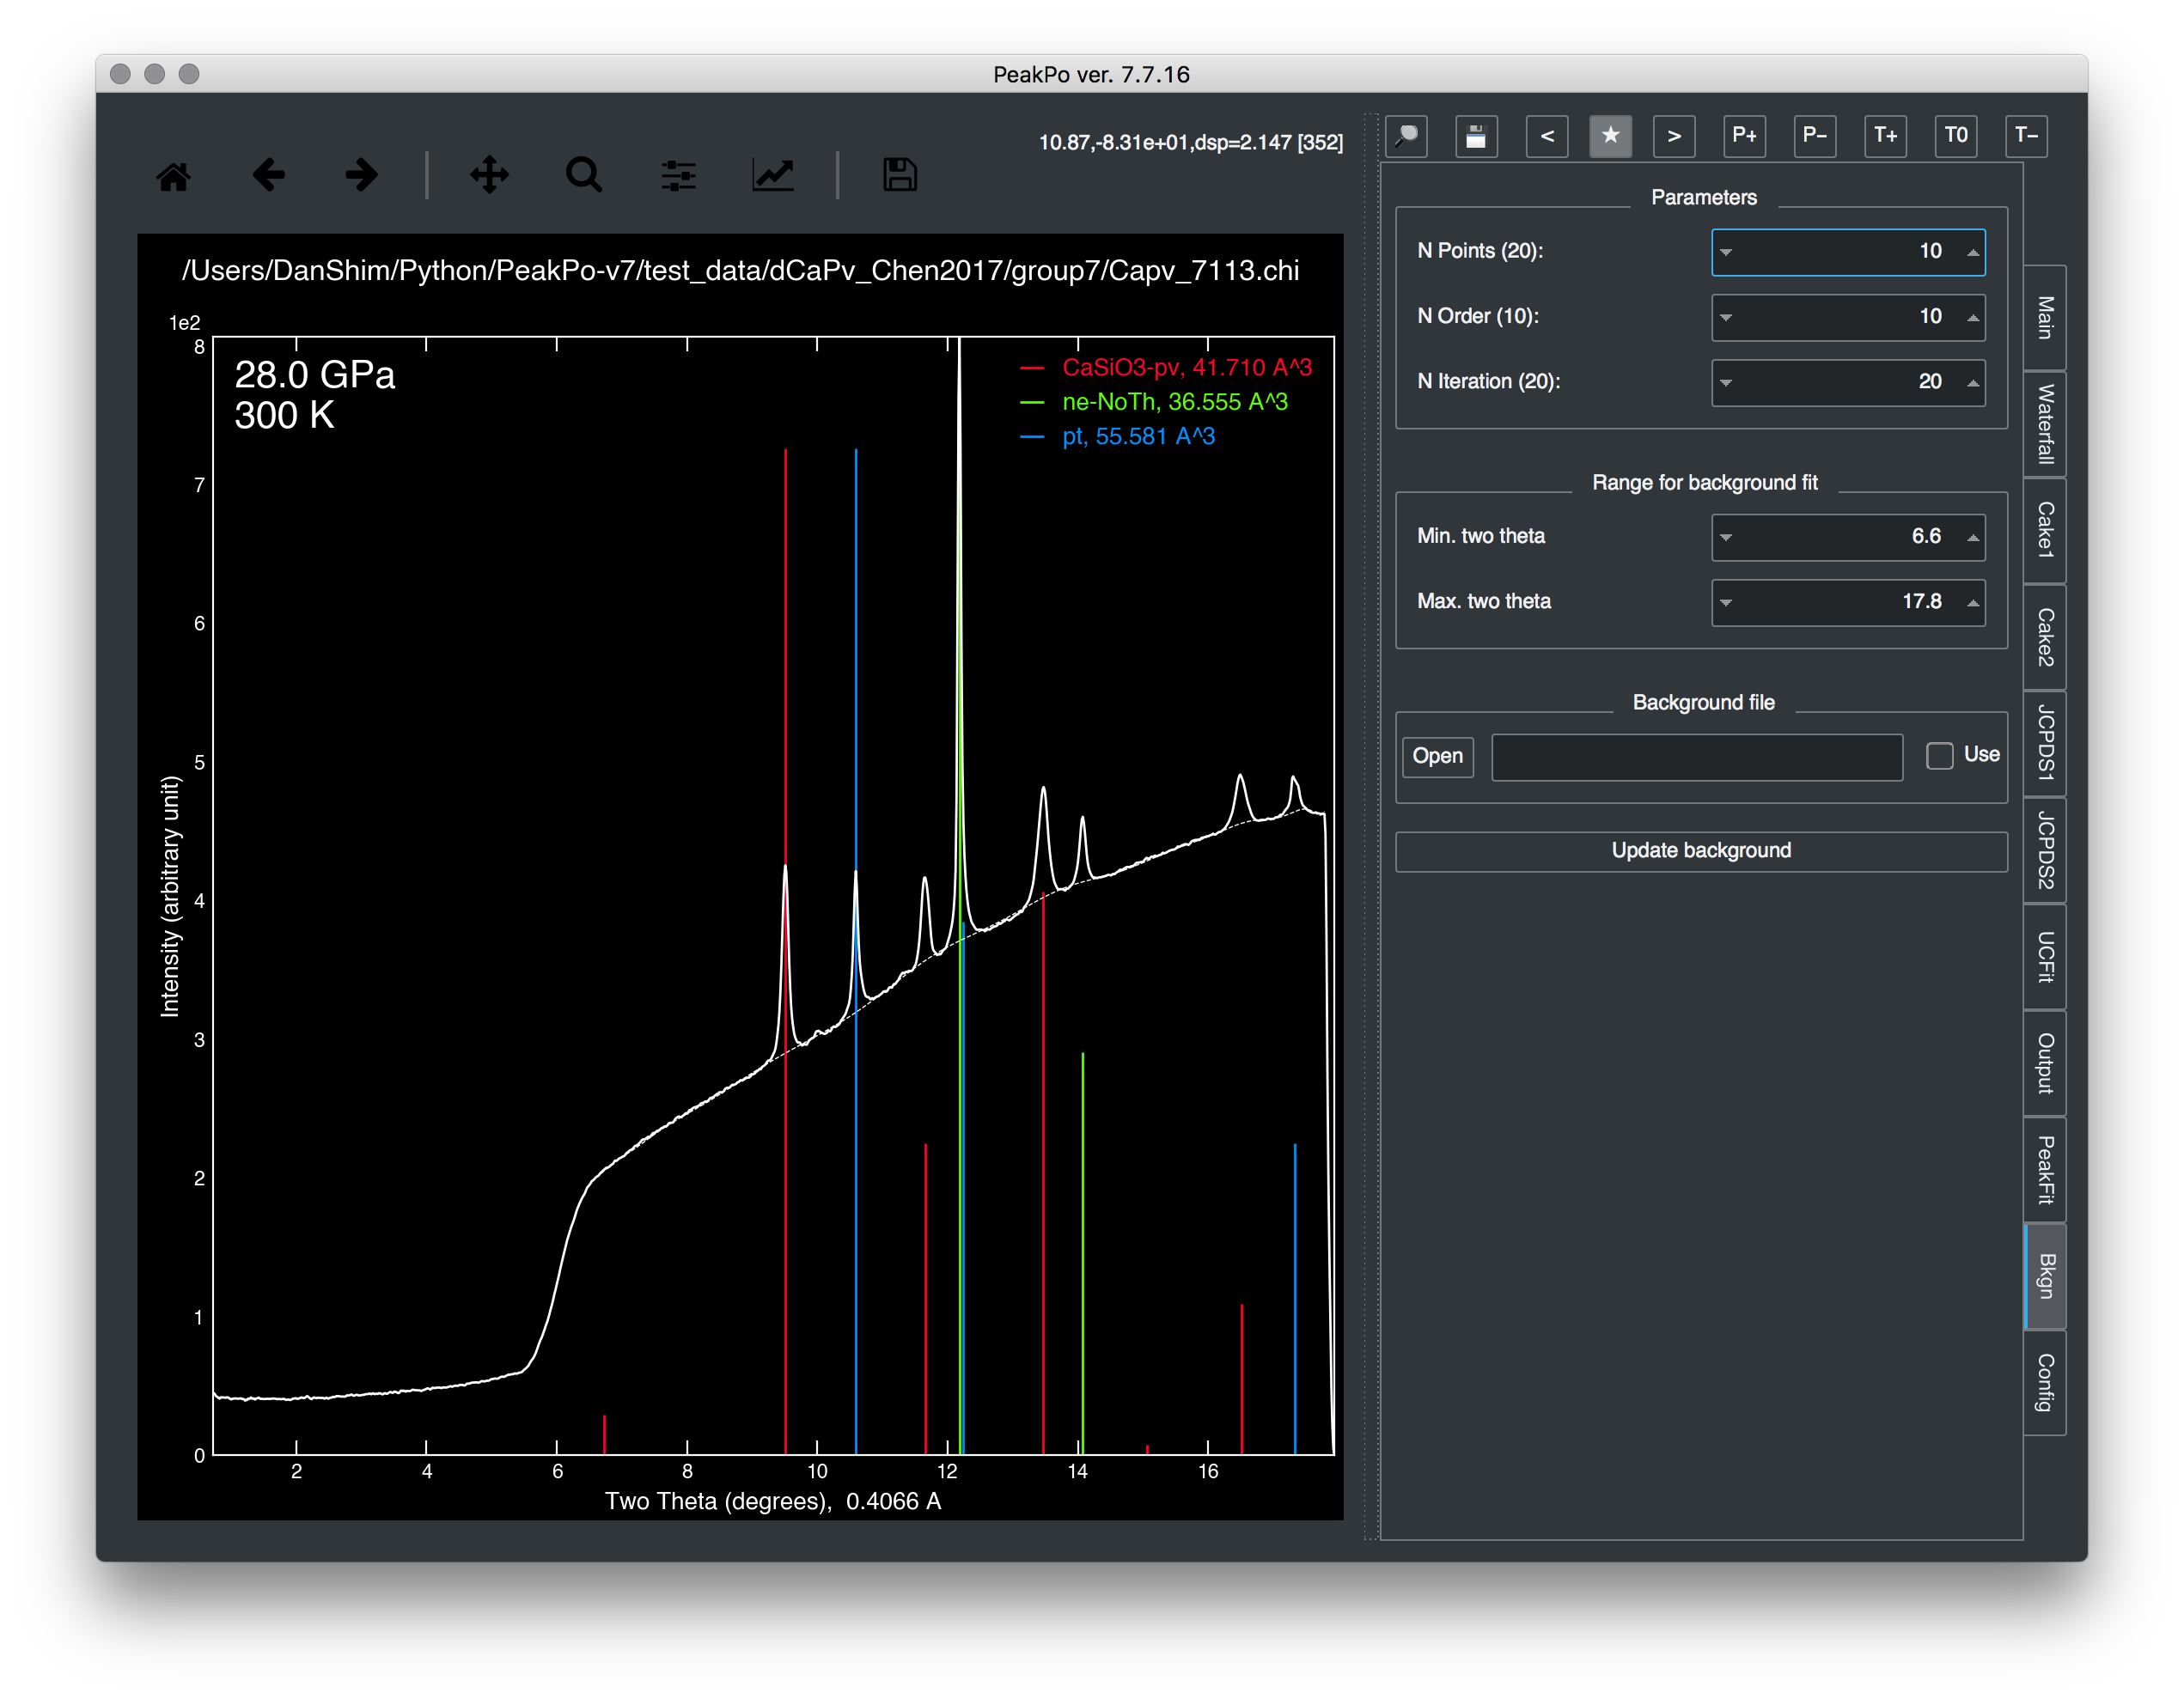 PeakPo ver. 7.7.16
10.87,-8.31e+01,dsp=2.147 [352]
< ★ > P+ P- T+ T0 T-
/Users/DanShim/Python/PeakPo-v7/test_data/dCaPv_Chen2017/group7/Capv_7113.chi
1e2
28.0 GPa
300 K
CaSiO3-pv, 41.710 A^3
ne-NoTh, 36.555 A^3
pt, 55.581 A^3
8
7
6
5
4
3
2
1
0
Intensity (arbitrary unit)
2 4 6 8 10 12 14 16
Two Theta (degrees), 0.4066 A
Parameters
N Points (20): 10
N Order (10): 10
N Iteration (20): 20
Range for background fit
Min. two theta 6.6
Max. two theta 17.8
Background file
Open Use
Update background
Main
Waterfall
Cake1
Cake2
JCPDS1
JCPDS2
UCFit
Output
PeakFit
Bkgn
Config